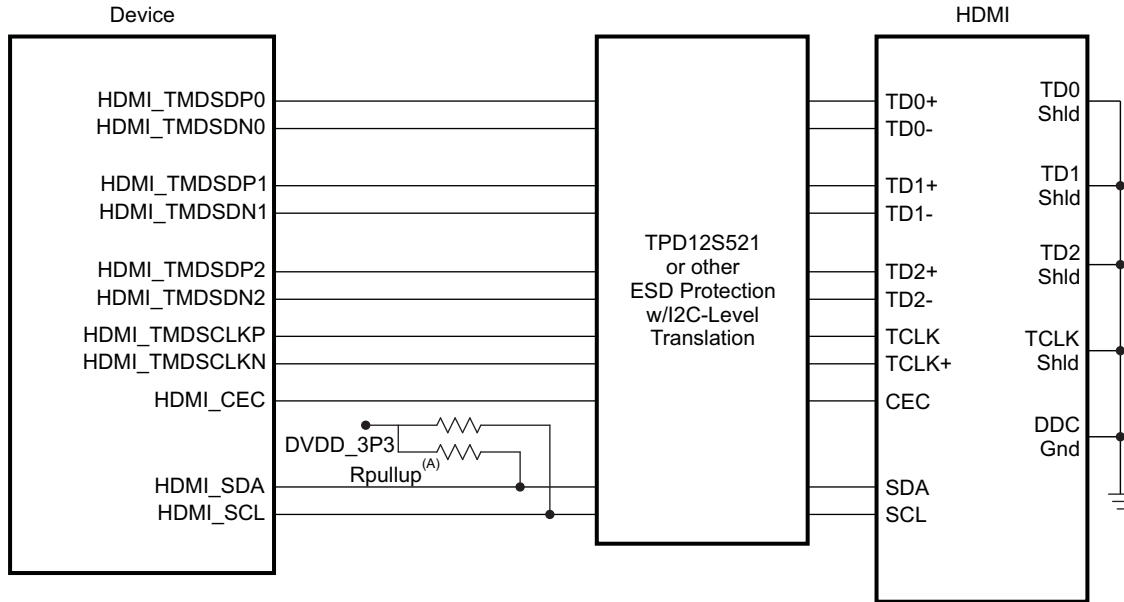 Device
HDMI
HDMI_TMDSDP0
HDMI_TMDSDN0
HDMI_TMDSDP1
HDMI_TMDSDN1
HDMI_TMDSDP2
HDMI_TMDSDN2
HDMI_TMDSCLKP
HDMI_TMDSCLKN
HDMI_CEC
DVDD_3P3
Rpullup(A)
HDMI_SDA
HDMI_SCL
TPD12S521
or other
ESD Protection
w/I2C-Level
Translation
TD0+
TD0-
TD1+
TD1-
TD2+
TD2-
TCLK
TCLK+
CEC
SDA
SCL
TD0
Shld
TD1
Shld
TD2
Shld
TCLK
Shld
DDC
Gnd